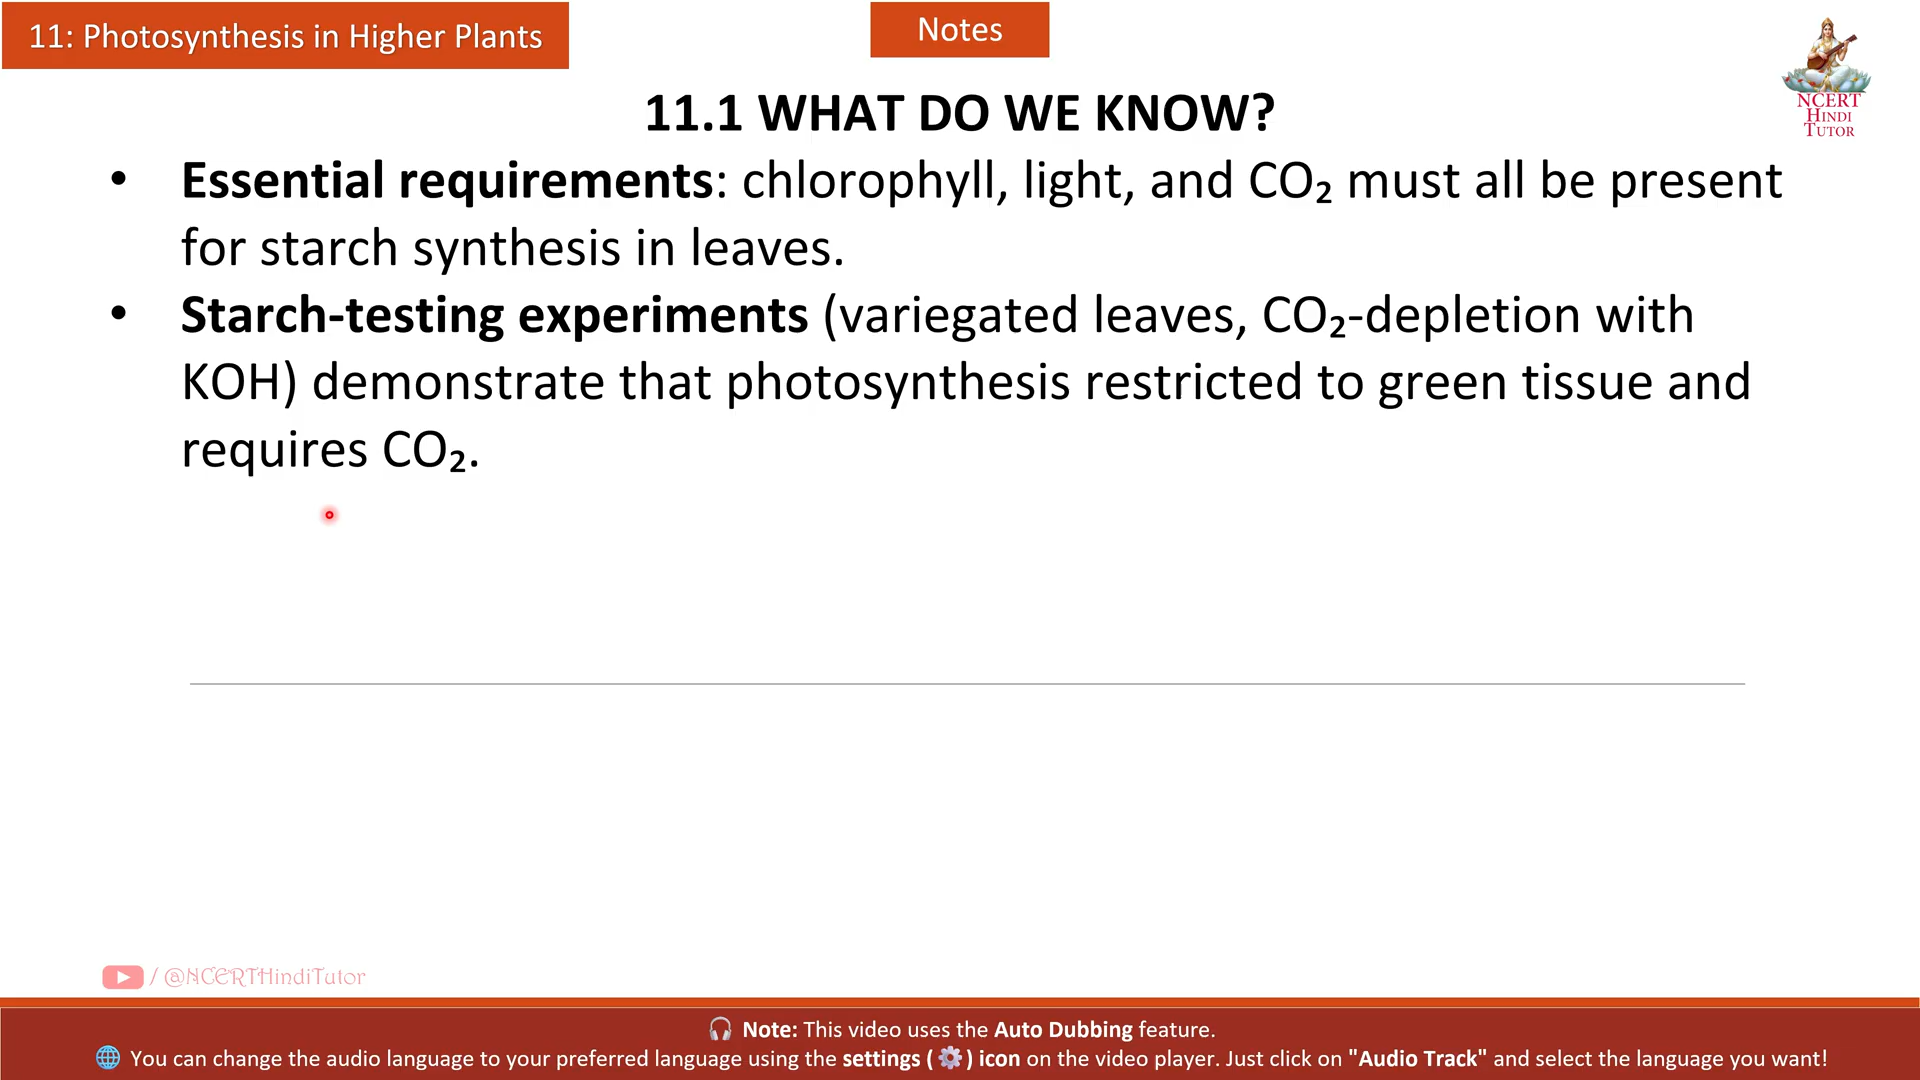 11: Photosynthesis in Higher Plants
Notes
NCERT
HINDI
TUTOR
11.1 WHAT DO WE KNOW?
• Essential requirements: chlorophyll, light, and CO₂ must all be present
for starch synthesis in leaves.
• Starch-testing experiments (variegated leaves, CO₂-depletion with
KOH) demonstrate that photosynthesis restricted to green tissue and
requires CO₂.
/ @NCERTHindiTutor
Note: This video uses the Auto Dubbing feature.
You can change the audio language to your preferred language using the settings ( ) icon on the video player. Just click on "Audio Track" and select the language you want!